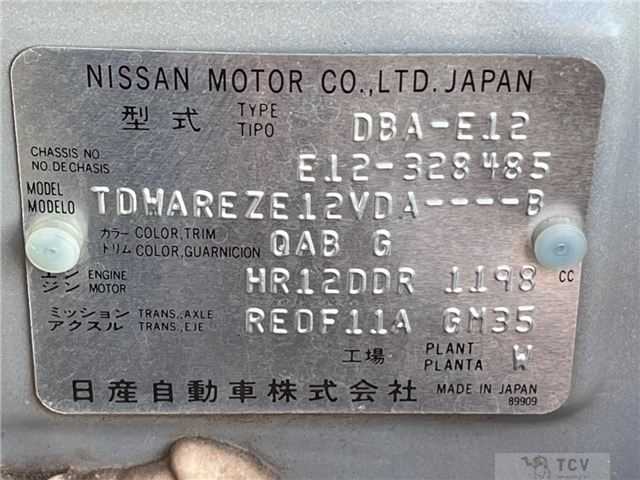 NISSAN MOTOR CO.,LTD. JAPAN
型式 TYPE TIPO DBA-E12
CHASSIS NO. NO. DE CHASIS E12-328485
MODEL MODELO TDHAREZE12VDA----B
カラー COLOR,TRIM トリム COLOR,GUARNICION QAB G
エンジン ENGINE MOTOR HR12DDR 1198 CC
ミッション TRANS.,AXLE アクスル TRANS.,EJE RE0F11A GM35
工場 PLANT PLANTA W
日産自動車株式会社 MADE IN JAPAN
89909
TCV